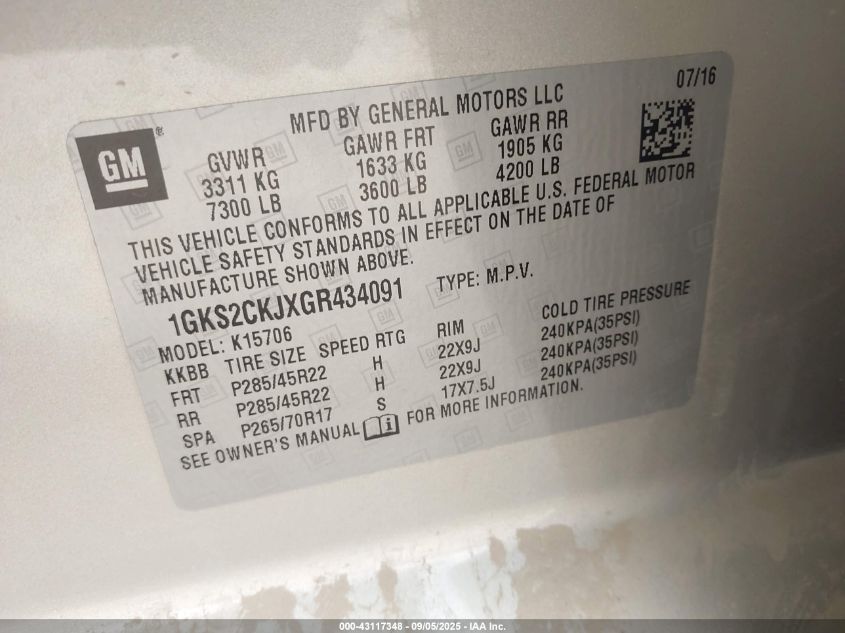 07/16
MFD BY GENERAL MOTORS LLC
GM®
GVWR GAWR FRT GAWR RR
3311 KG 1633 KG 1905 KG
7300 LB 3600 LB 4200 LB
THIS VEHICLE CONFORMS TO ALL APPLICABLE U.S. FEDERAL MOTOR
VEHICLE SAFETY STANDARDS IN EFFECT ON THE DATE OF
MANUFACTURE SHOWN ABOVE.
1GKS2CKJXGR434091 TYPE: M.P.V.
MODEL: K15706
KKBB TIRE SIZE SPEED RTG RIM COLD TIRE PRESSURE
FRT P285/45R22 H 22X9J 240KPA(35PSI)
RR P285/45R22 H 22X9J 240KPA(35PSI)
SPA P265/70R17 S 17X7.5J 240KPA(35PSI)
SEE OWNER'S MANUAL i FOR MORE INFORMATION.
000-43117348 - 09/05/2025 - IAA Inc.